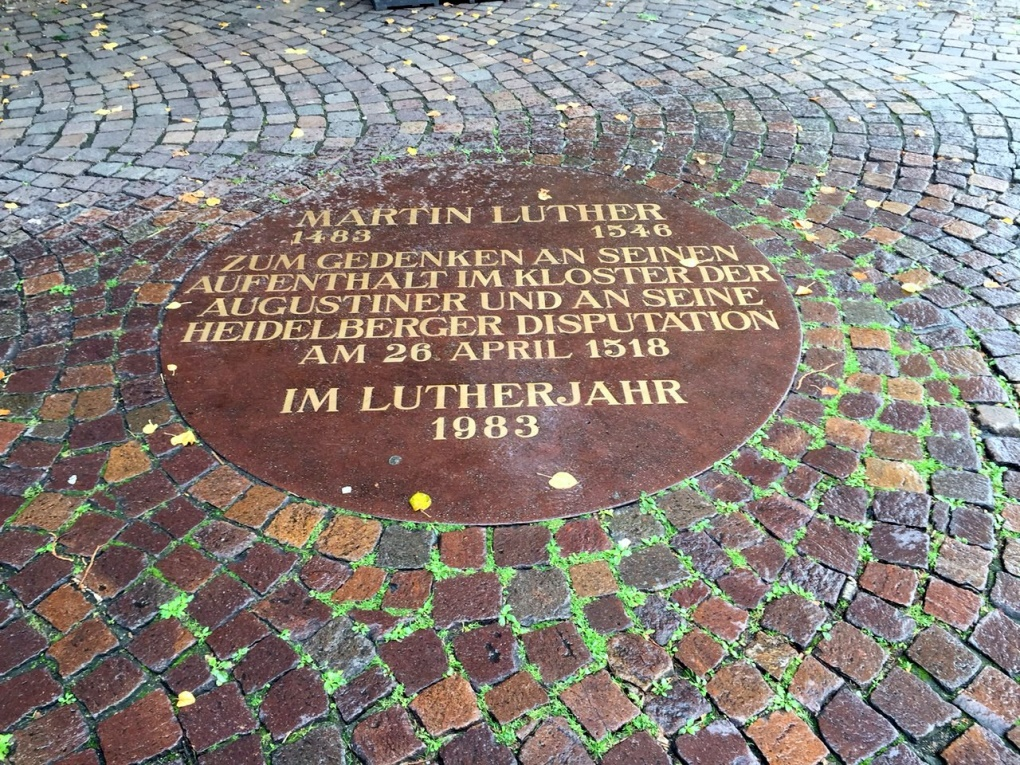 MARTIN LUTHER
1483 1546
ZUM GEDENKEN AN SEINEN
AUFENTHALT IM KLOSTER DER
AUGUSTINER UND AN SEINE
HEIDELBERGER DISPUTATION
AM 26. APRIL 1518
IM LUTHERJAHR
1983